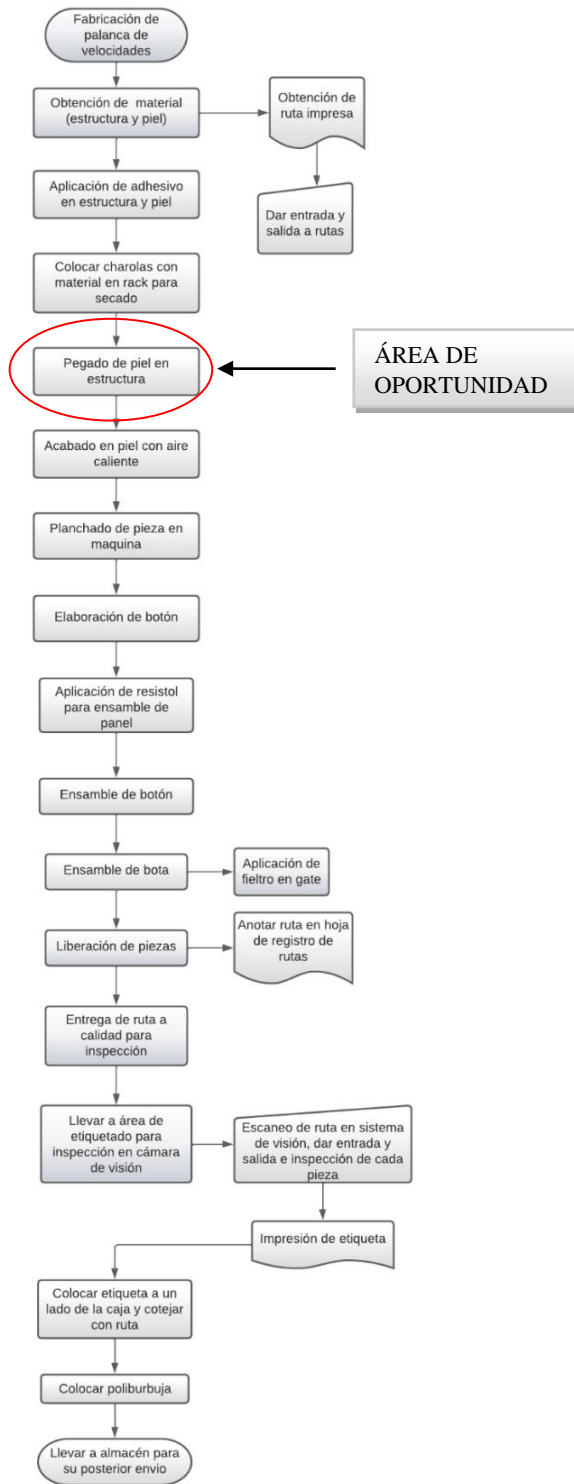 Fabricación de
palanca de
velocidades
Obtención de material
(estructura y piel)
Obtención de
ruta impresa
Dar entrada y
salida a rutas
Aplicación de adhesivo
en estructura y piel
Colocar charolas con
material en rack para
secado
Pegado de piel en
estructura
ÁREA DE
OPORTUNIDAD
Acabado en piel con aire
caliente
Planchado de pieza en
maquina
Elaboración de botón
Aplicación de resistol
para ensamble de
panel
Ensamble de botón
Ensamble de bota
Aplicación de
fieltro en gate
Liberación de piezas
Anotar ruta en hoja
de registro de
rutas
Entrega de ruta a
calidad para
inspección
Llevar a área de
etiquetado para
inspección en cámara
de visión
Escaneo de ruta en sistema
de visión, dar entrada y
salida e inspección de cada
pieza
Impresión de etiqueta
Colocar etiqueta a un
lado de la caja y cotejar
con ruta
Colocar poliburbuja
Llevar a almacén para
su posterior envio